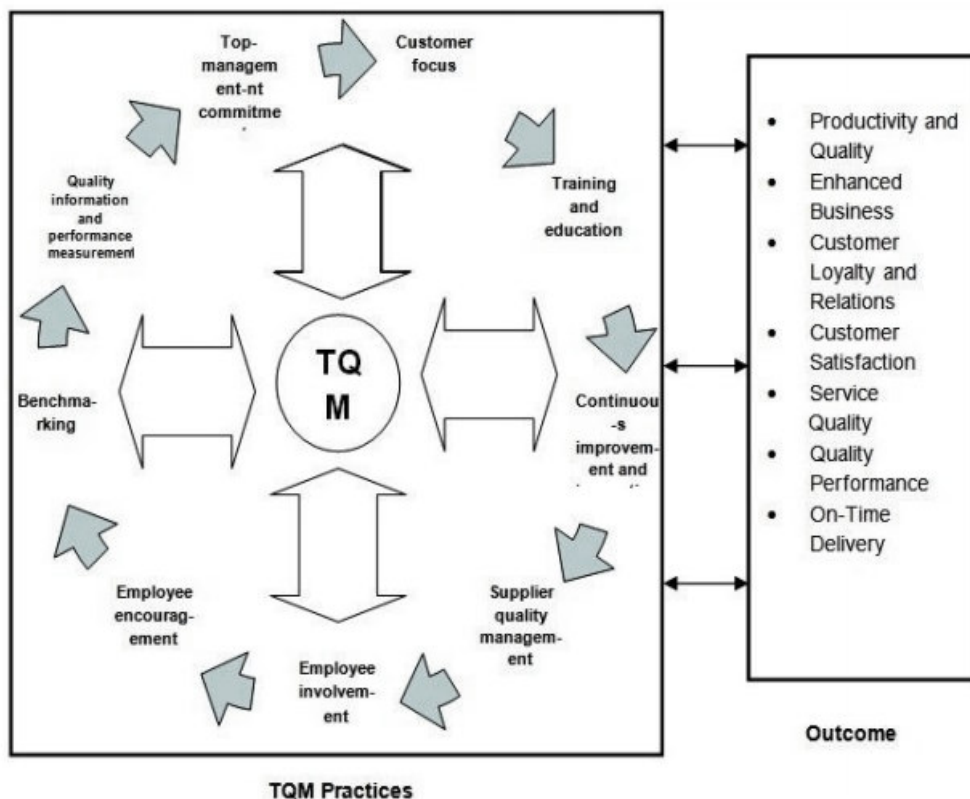 Top-
managem
ent-nt
commitme
Customer
focus
Training
and
education
Continuou
-s
improvem-
ent and
Supplier
quality
managem-
ent
Employee
involvem-
ent
Employee
encourag-
ement
Benchma-
rking
Quality
information
and
performance
measurement
TQ
M
• Productivity and
Quality
• Enhanced
Business
• Customer
Loyalty and
Relations
• Customer
Satisfaction
• Service
Quality
• Quality
Performance
• On-Time
Delivery
Outcome
TQM Practices